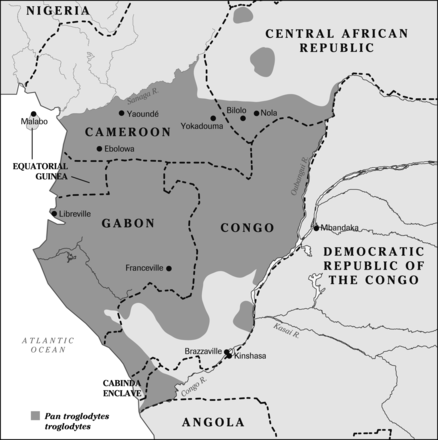 NIGERIA
CENTRAL AFRICAN
REPUBLIC
Sanaga R.
Malabo
Yaoundé
Bilolo
Nola
Yokadouma
CAMEROON
Ebolowa
EQUATORIAL
GUINEA
Oubangui R.
Libreville
GABON
CONGO
Mbandaka
DEMOCRATIC
REPUBLIC OF
THE CONGO
Franceville
ATLANTIC
OCEAN
Kasai R.
Brazzaville
Kinshasa
CABINDA
ENCLAVE
Congo R.
Pan troglodytes
troglodytes
ANGOLA